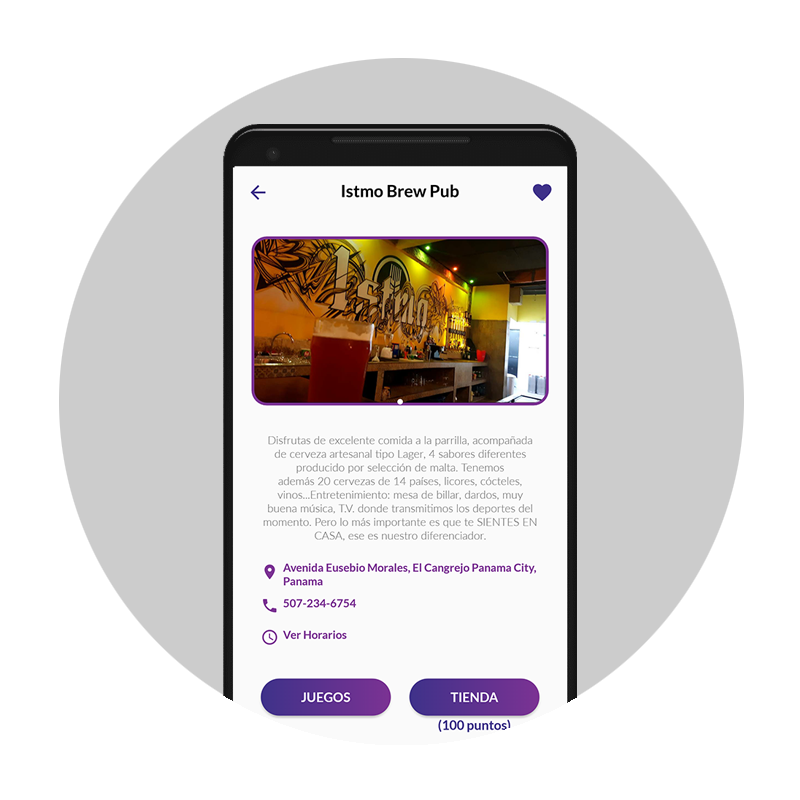 Istmo Brew Pub
Istmo
Disfrutas de excelente comida a la parrilla, acompañada
de cerveza artesanal tipo Lager, 4 sabores diferentes
producido por selección de malta. Tenemos
además 20 cervezas de 14 países, licores, cócteles,
vinos...Entretenimiento: mesa de billar, dardos, muy
buena música, T.V. donde transmitimos los deportes del
momento. Pero lo más importante es que te SIENTES EN
CASA, ese es nuestro diferenciador.
Avenida Eusebio Morales, El Cangrejo Panama City,
Panama
507-234-6754
Ver Horarios
JUEGOS
TIENDA
(100 puntos)